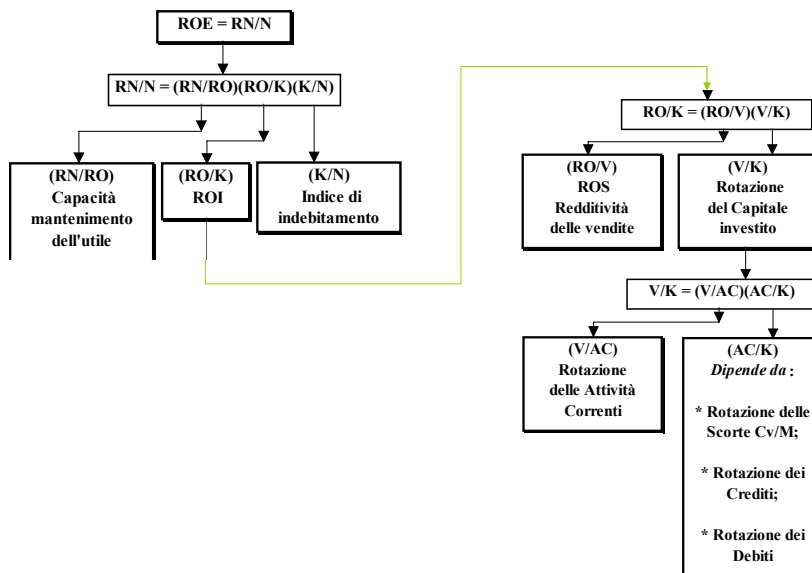 ROE = RN/N
RN/N = (RN/RO)(RO/K)(K/N)
(RN/RO)
Capacità
mantenimento
dell'utile
(RO/K)
ROI
(K/N)
Indice di
indebitamento
RO/K = (RO/V)(V/K)
(RO/V)
ROS
Redditività
delle vendite
(V/K)
Rotazione
del Capitale
investito
V/K = (V/AC)(AC/K)
(V/AC)
Rotazione
delle Attività
Correnti
(AC/K)
Dipende da :
* Rotazione delle
Scorte Cv/M;
* Rotazione dei
Crediti;
* Rotazione dei
Debiti